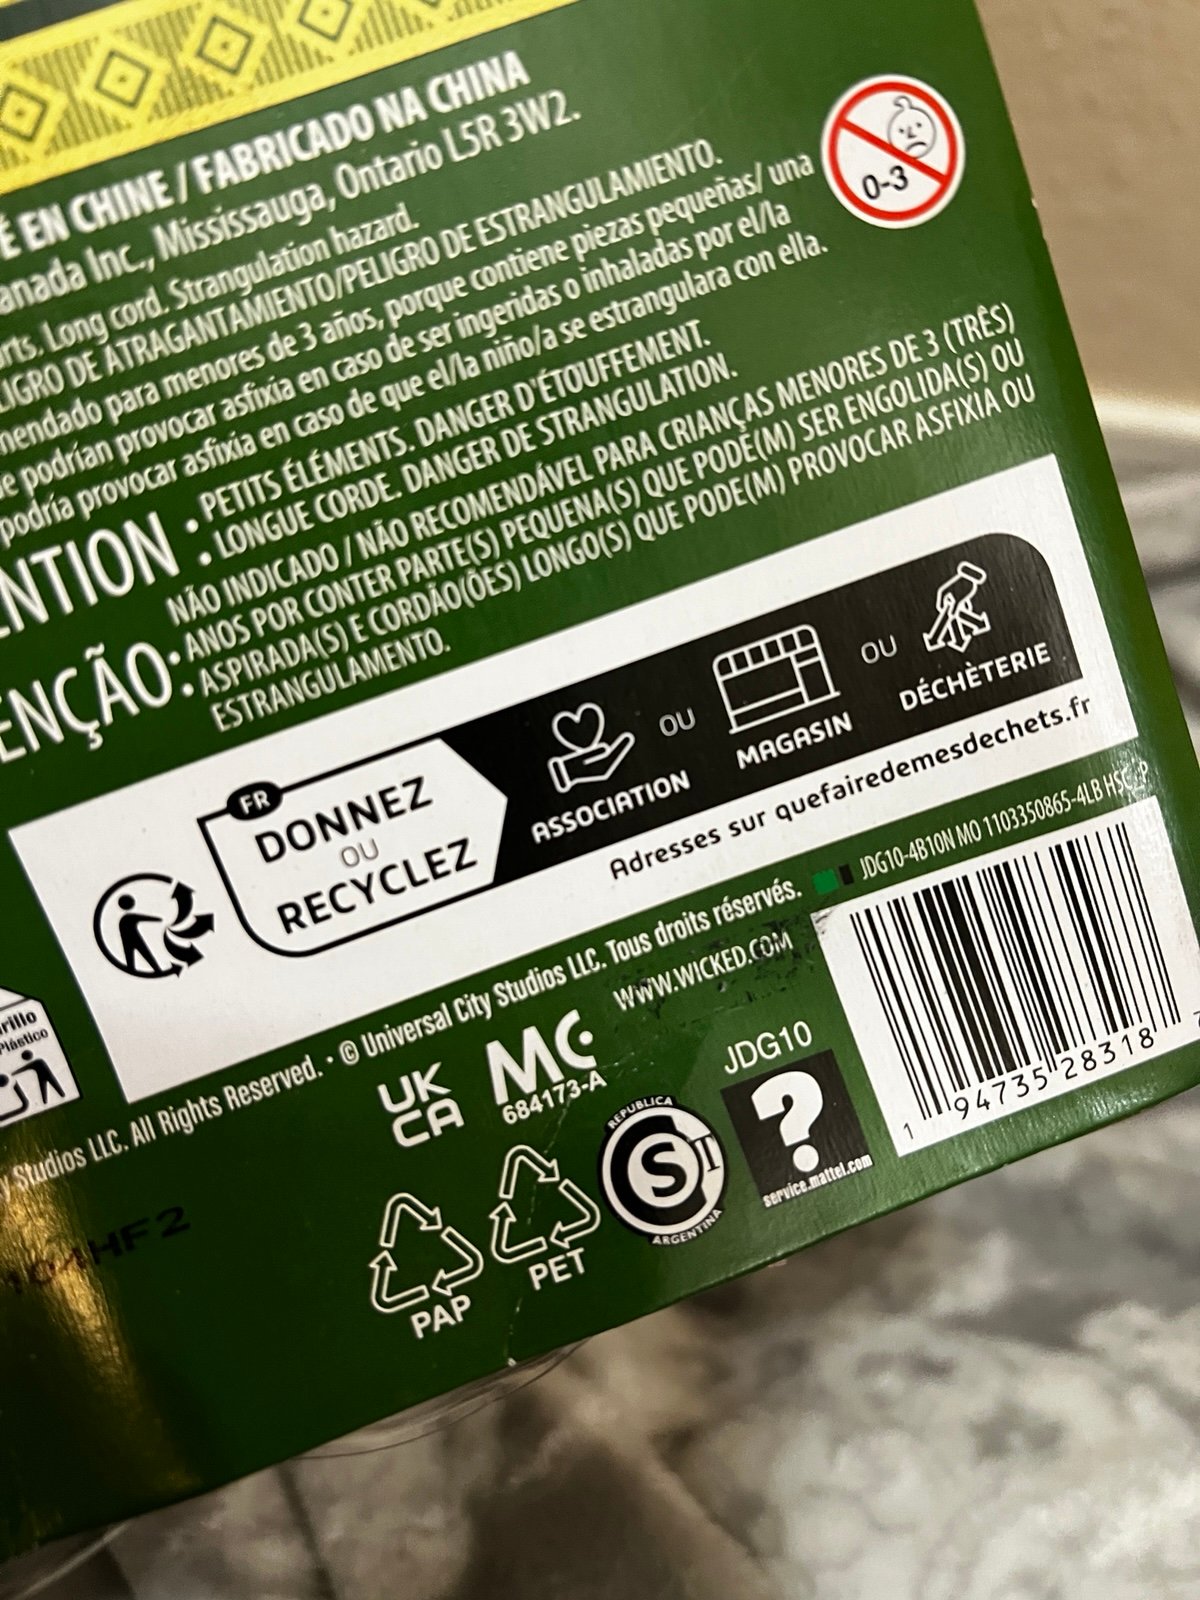 É EN CHINE / FABRICADO NA CHINA
anada Inc., Mississauga, Ontario L5R 3W2.
rts. Long cord. Strangulation hazard.
LIGRO DE ATRAGANTAMIENTO/PELIGRO DE ESTRANGULAMIENTO.
mendado para menores de 3 años, porque contiene piezas pequeñas/ una
e podrían provocar asfixia en caso de ser ingeridas o inhaladas por el/la
podría provocar asfixia en caso de que el/la niño/a se estrangulara con ella.
0-3
ENTION : PETITS ÉLÉMENTS. DANGER D'ÉTOUFFEMENT.
LONGUE CORDE. DANGER DE STRANGULATION.
ENÇÃO: NÃO INDICADO / NÃO RECOMENDÁVEL PARA CRIANÇAS MENORES DE 3 (TRÊS)
ANOS POR CONTER PARTE(S) PEQUENA(S) QUE PODE(M) SER ENGOLIDA(S) OU
ASPIRADA(S) E CORDÃO(ÕES) LONGO(S) QUE PODE(M) PROVOCAR ASFIXIA OU
ESTRANGULAMENTO.
FR
DONNEZ
OU
RECYCLEZ
ASSOCIATION
OU
MAGASIN
OU
DÉCHÈTERIE
Adresses sur quefairedemesdechets.fr
rillo
Plástico
y Studios LLC. All Rights Reserved. • © Universal City Studios LLC. Tous droits réservés.
JDG10-4B10N MO 1103350865-4LB HSC P
WWW.WICKED.COM
UK
CA
MC
684173-A
REPUBLICA
S
ARGENTINA
JDG10
?
service.mattel.com
1 94735 28318 7
HF2
PAP
PET